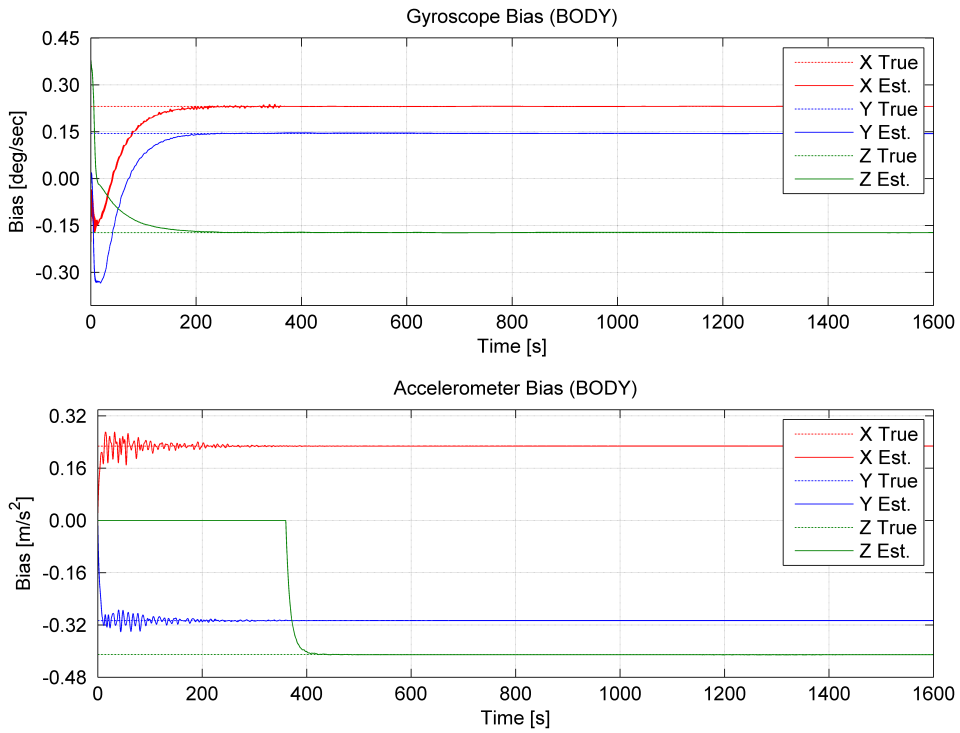 Gyroscope Bias (BODY)
Bias [deg/sec]
0.45
0.30
0.15
0.00
-0.15
-0.30
X True
X Est.
Y True
Y Est.
Z True
Z Est.
0 200 400 600 800 1000 1200 1400 1600
Time [s]
Accelerometer Bias (BODY)
Bias [m/s²]
0.32
0.16
0.00
-0.16
-0.32
-0.48
X True
X Est.
Y True
Y Est.
Z True
Z Est.
0 200 400 600 800 1000 1200 1400 1600
Time [s]